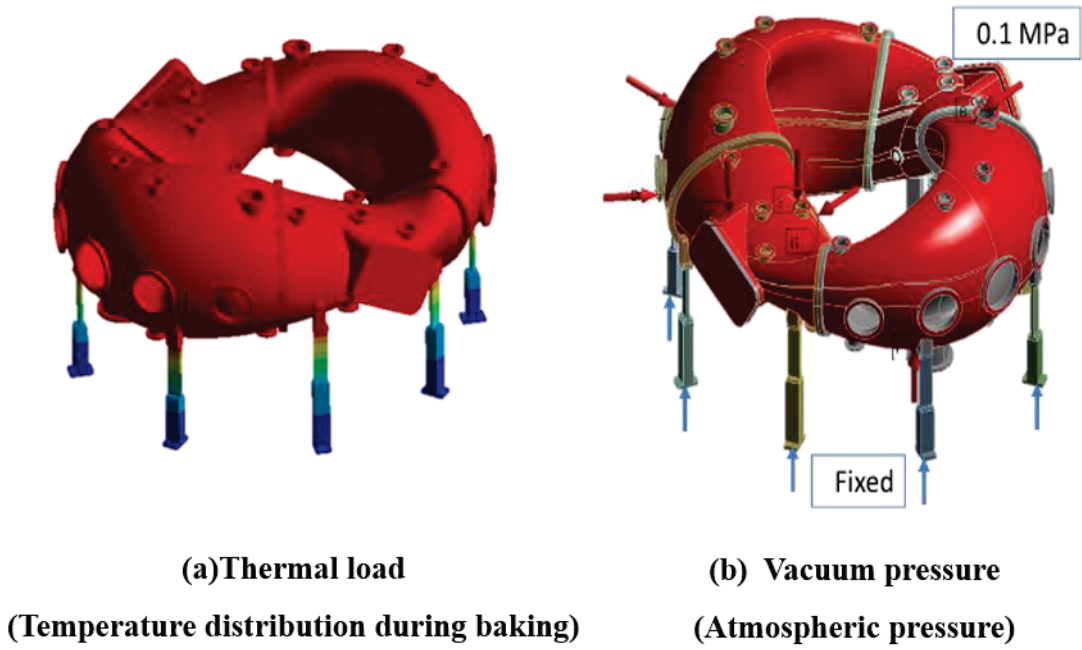 0.1 MPa
Fixed
(a)Thermal load
(b) Vacuum pressure
(Temperature distribution during baking)
(Atmospheric pressure)